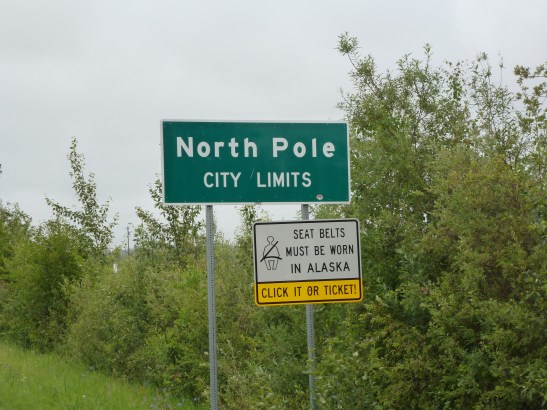 North Pole
CITY LIMITS
SEAT BELTS
MUST BE WORN
IN ALASKA
CLICK IT OR TICKET!